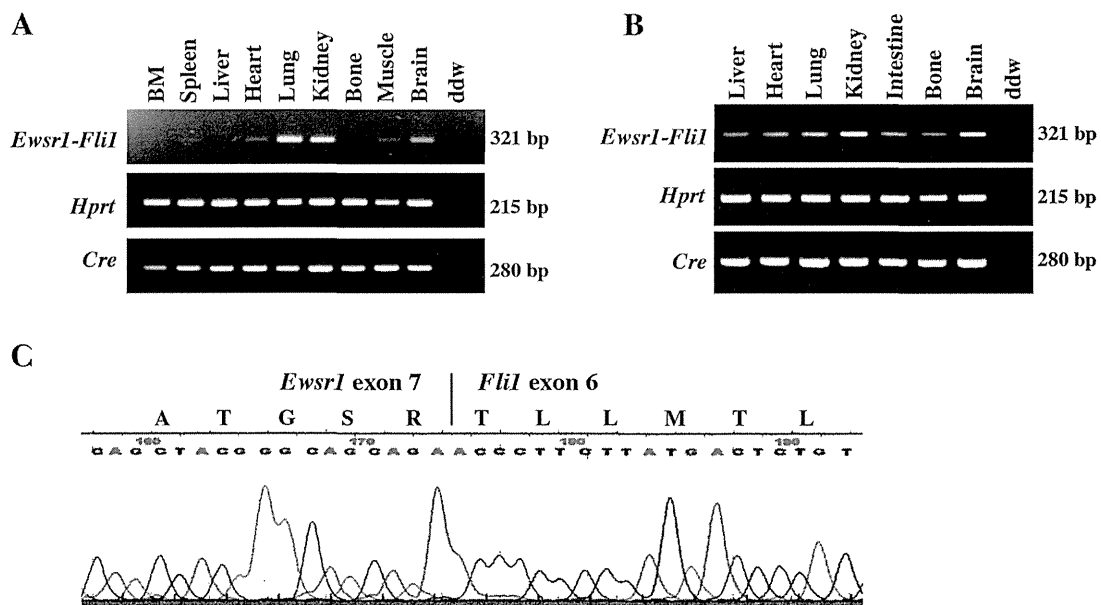 A
BM Spleen Liver Heart Lung Kidney Bone Muscle Brain ddw
Ewsr1-Fli1 321 bp
Hprt 215 bp
Cre 280 bp
B
Liver Heart Lung Kidney Intestine Bone Brain ddw
Ewsr1-Fli1 321 bp
Hprt 215 bp
Cre 280 bp
C
Ewsr1 exon 7 Fli1 exon 6
A T G S R T L L M T L
160 170 180 190